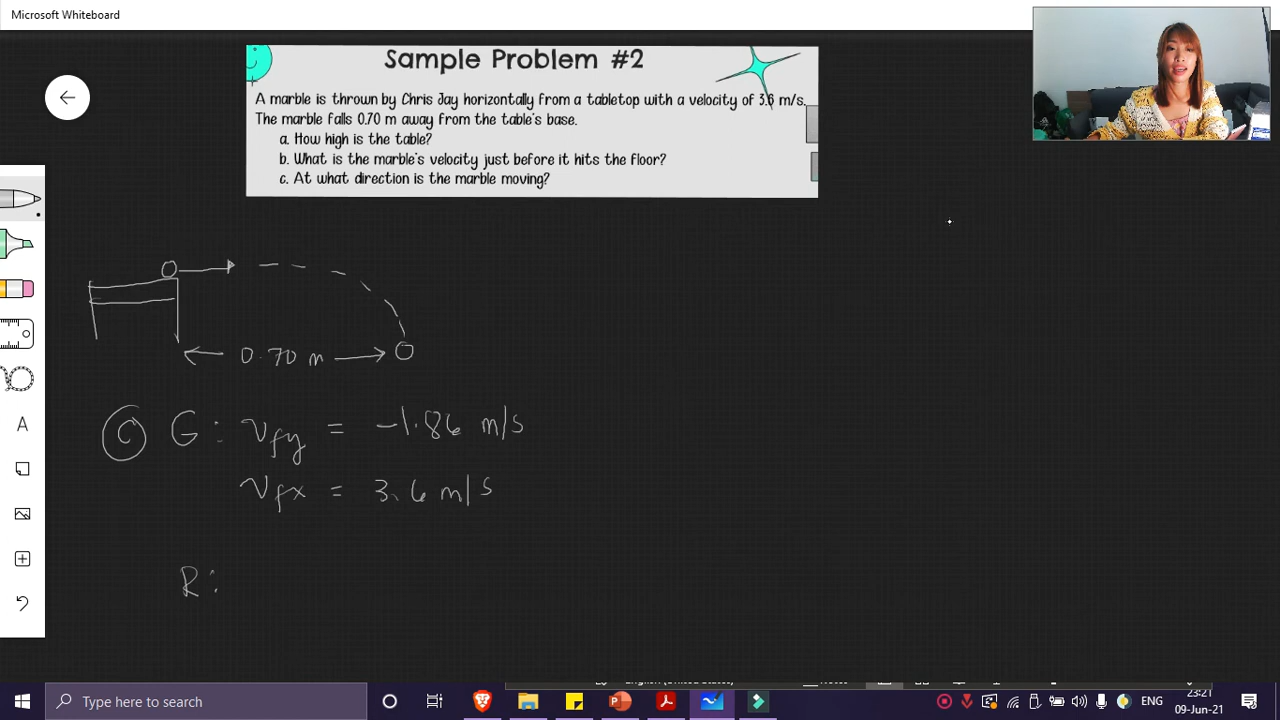 Microsoft Whiteboard
Sample Problem #2
A marble is thrown by Chris Jay horizontally from a tabletop with a velocity of 3.6 m/s.
The marble falls 0.70 m away from the table's base.
a. How high is the table?
b. What is the marble's velocity just before it hits the floor?
c. At what direction is the marble moving?
0.70 m
C G: vfy = -1.86 m/s
vfx = 3.6 m/s
R:
A
Type here to search
ENG
23:21
09-Jun-21